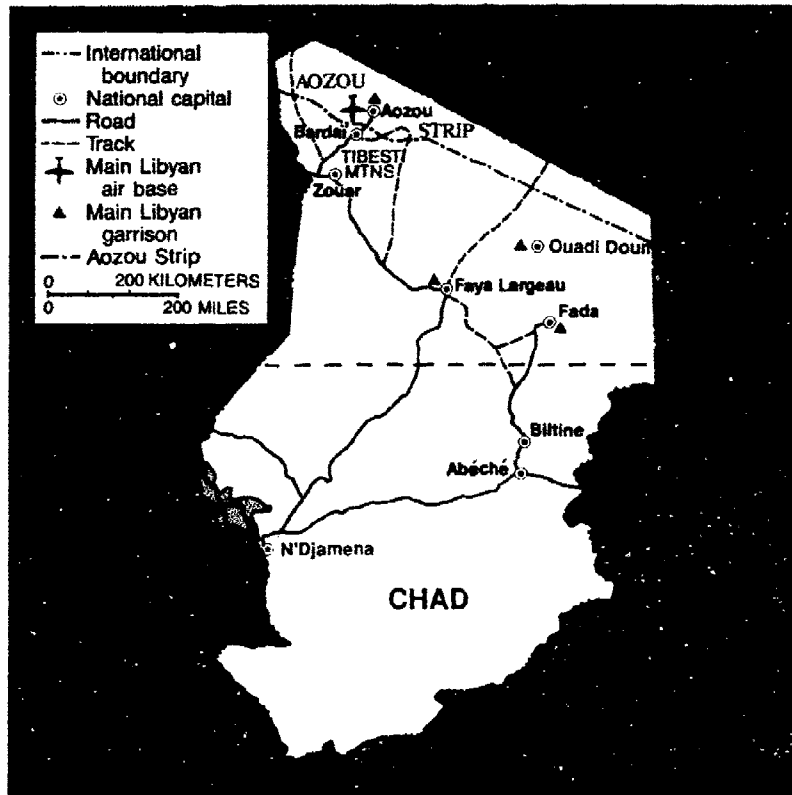 International
boundary
National capital
Road
Track
Main Libyan
air base
Main Libyan
garrison
Aozou Strip
0 200 KILOMETERS
0 200 MILES
AOZOU
Aozou
STRIP
Bardaï
TIBESTI
MTNS
Zouar
Ouadi Doum
Faya Largeau
Fada
Biltine
Abéché
N'Djamena
CHAD